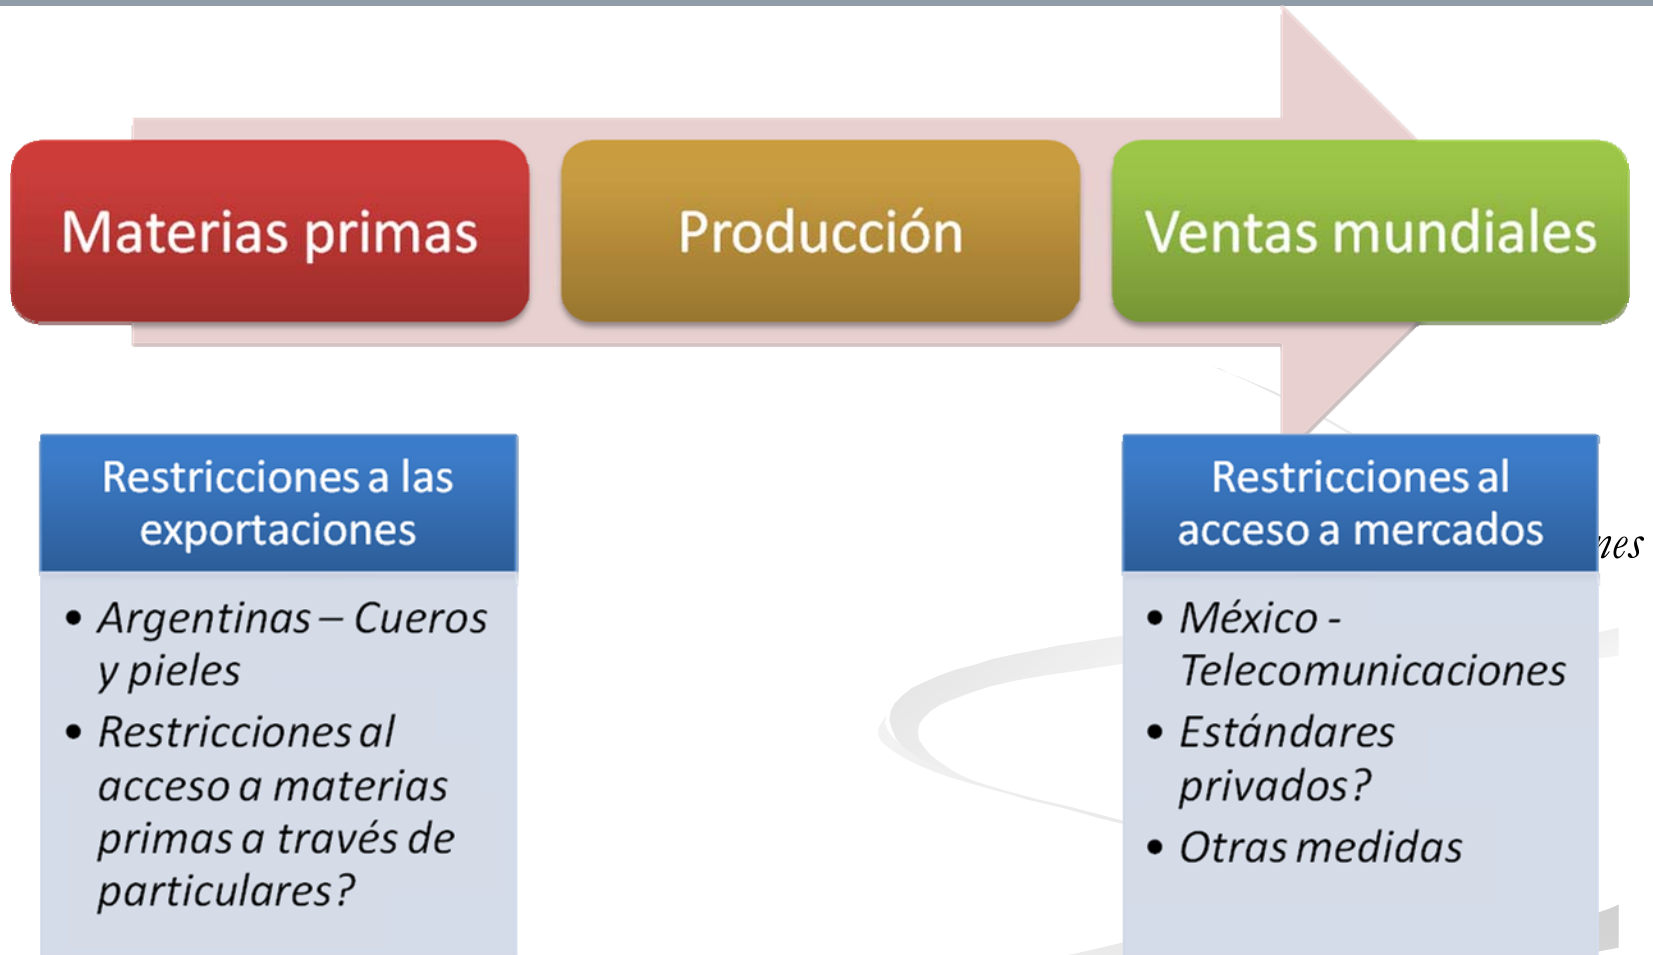 Materias primas
Producción
Ventas mundiales
Restricciones a las
exportaciones
• Argentinas – Cueros
y pieles
• Restricciones al
acceso a materias
primas a través de
particulares?
Restricciones al
acceso a mercados
• México -
Telecomunicaciones
• Estándares
privados?
• Otras medidas